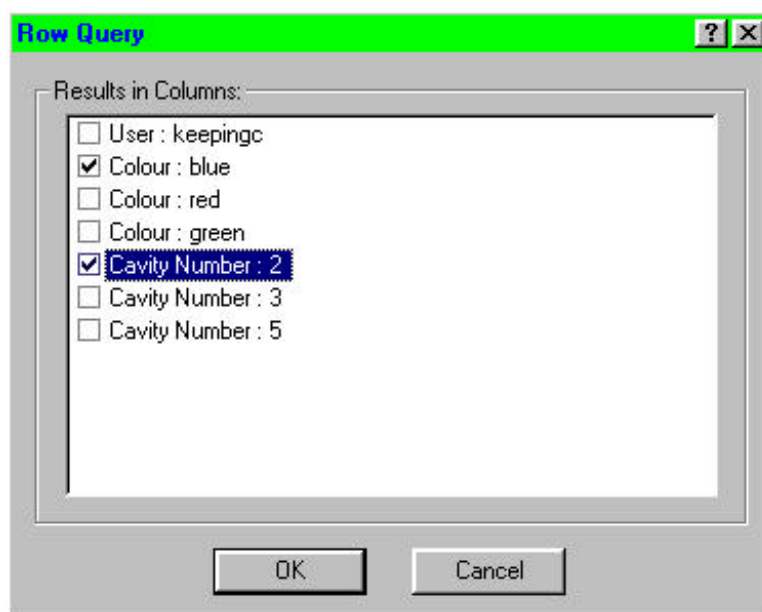 Row Query
Results in Columns:
User : keepingc
Colour : blue
Colour : red
Colour : green
Cavity Number : 2
Cavity Number : 3
Cavity Number : 5
OK Cancel